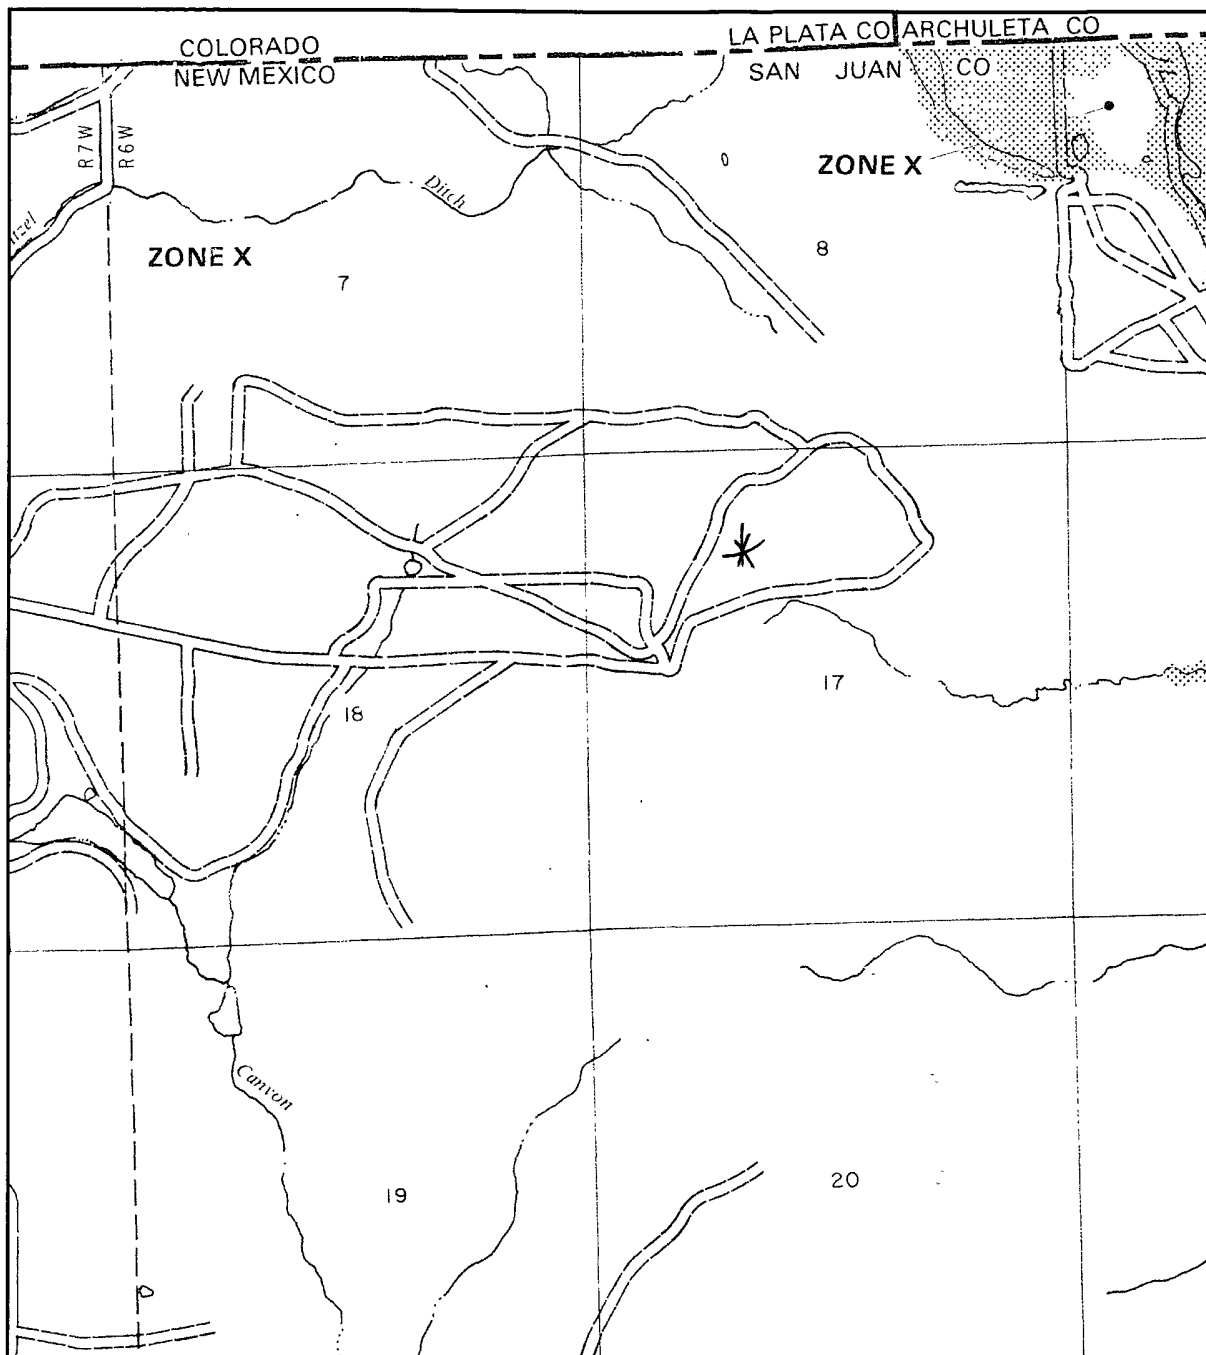 LA PLATA CO ARCHULETA CO
COLORADO
NEW MEXICO
SAN JUAN CO
R7W R6W
ZONE X
Ditch
ZONE X
8
7
17
18
Canyon
19
20